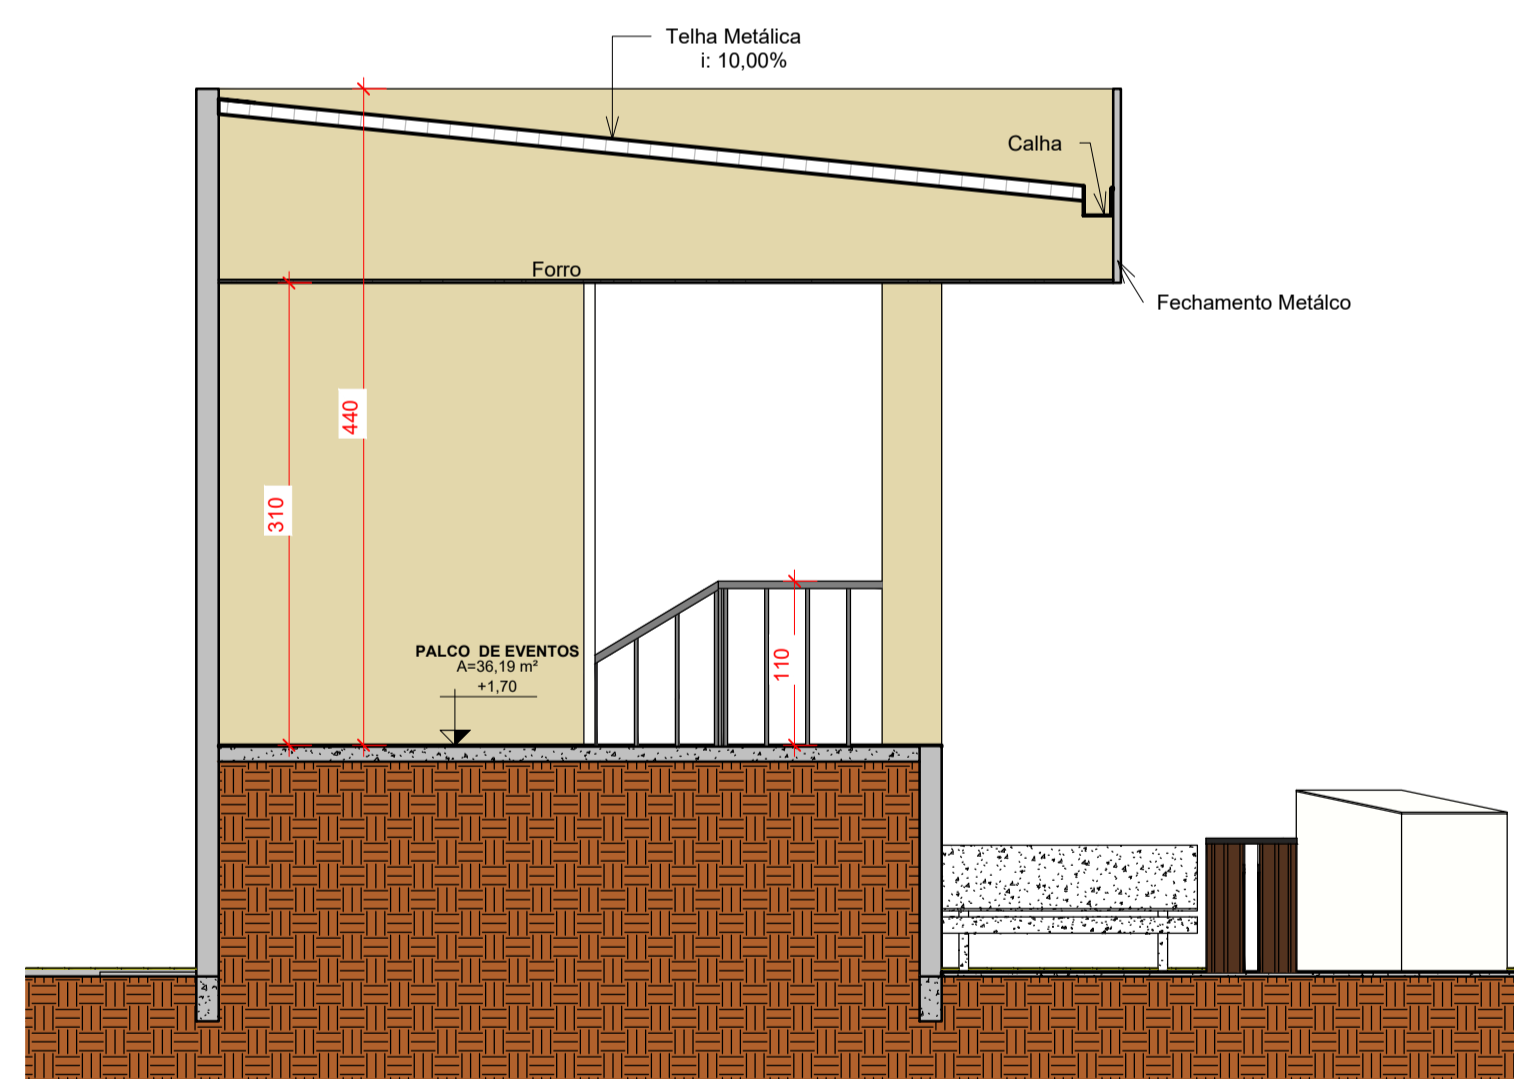 Telha Metálica
i: 10,00%
Calha
Forro
Fechamento Metálco
440
310
110
PALCO DE EVENTOS
A=36,19 m²
+1,70